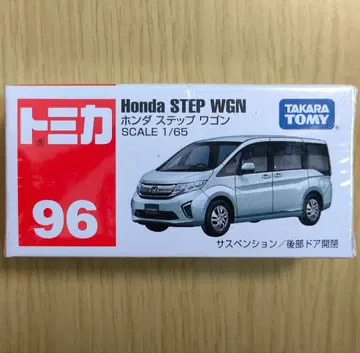 トミカ
®
96
Honda STEP WGN
ホンダ ステップ ワゴン
SCALE 1/65
TAKARA
TOMY
サスペンション/後部ドア開閉